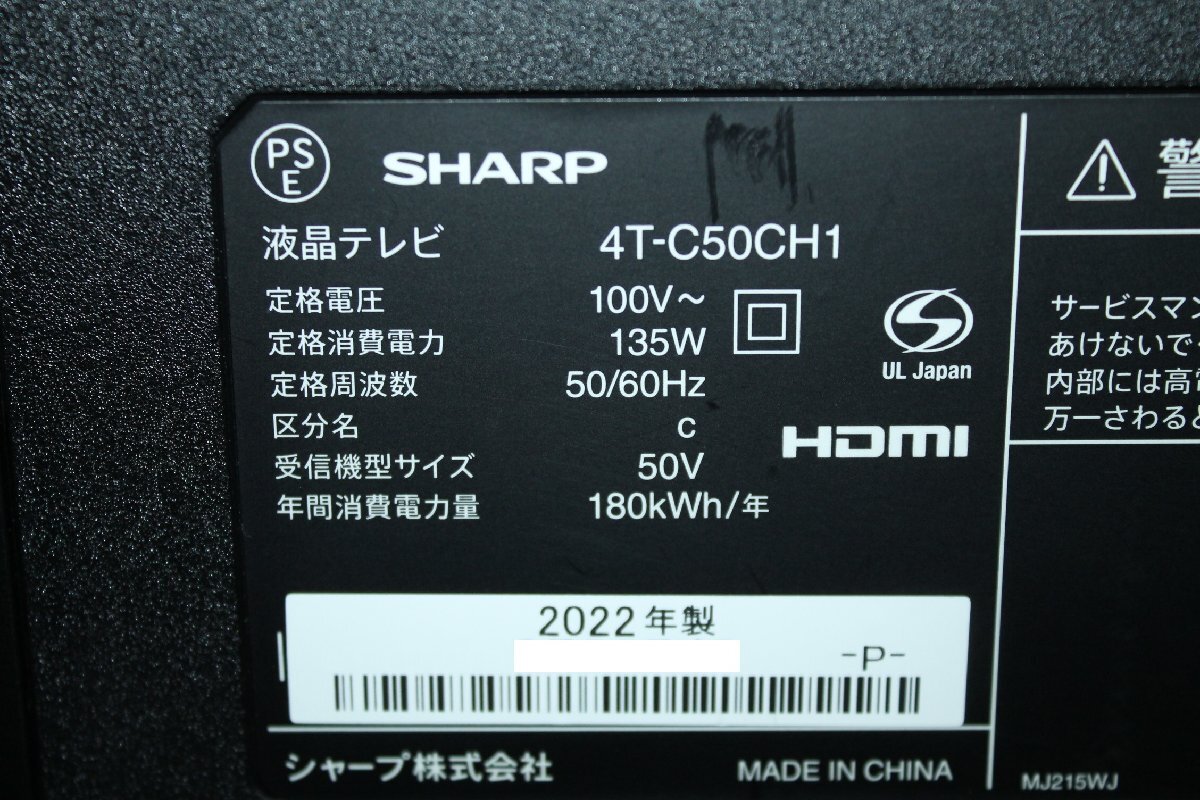 PS
E
SHARP
液晶テレビ 4T-C50CH1
定格電圧 100V～
定格消費電力 135W
定格周波数 50/60Hz
区分名 c
受信機型サイズ 50V
年間消費電力量 180kWh/年
UL Japan
HDMI
2022年製
-P-
シャープ株式会社 MADE IN CHINA
サービスマン
あけないで
内部には高電
万一さわると
MJ215WJ